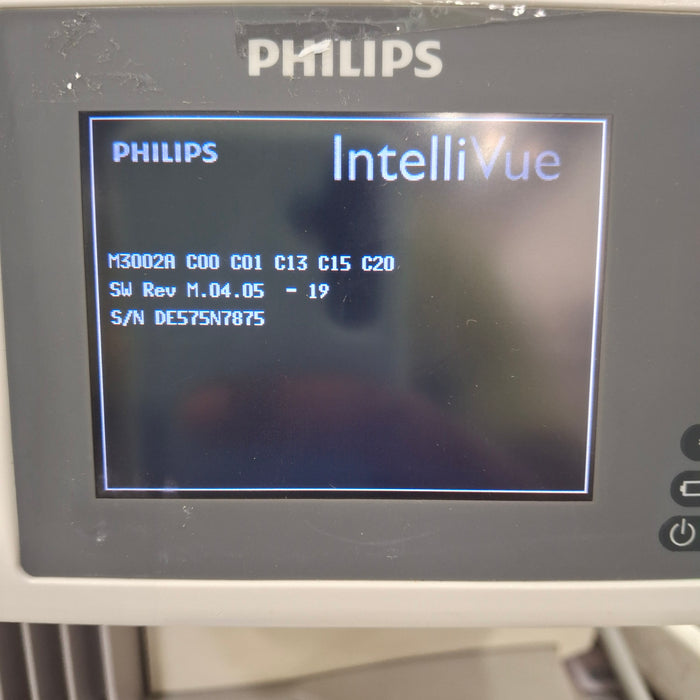 PHILIPS
PHILIPS IntelliVue
M3002A C00 C01 C13 C15 C20
SW Rev M.04.05 - 19
S/N DE575N7875